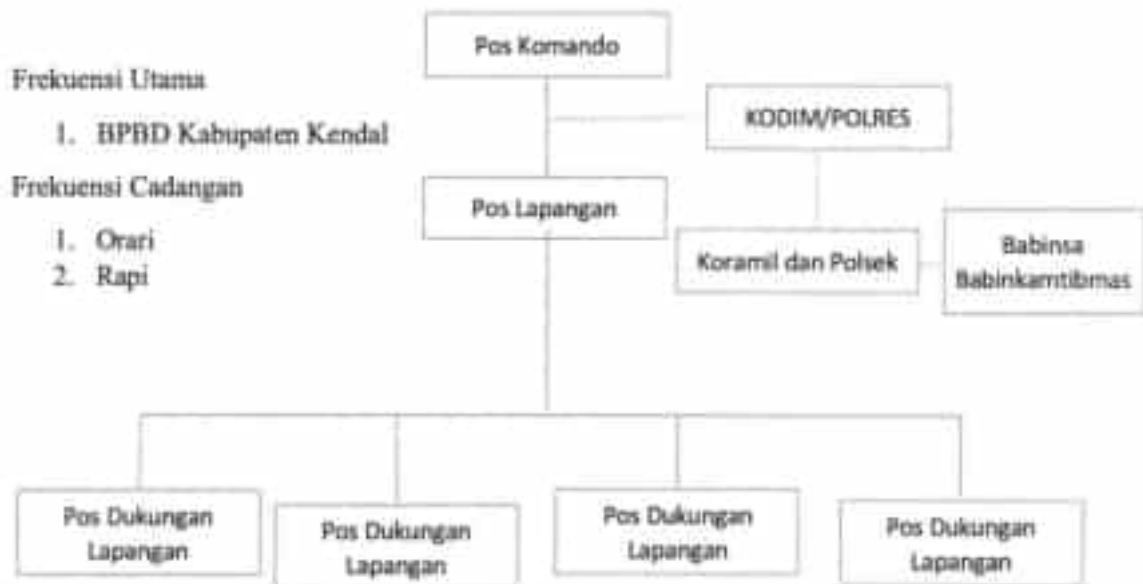 Pos Komando
Frekuensi Utama
1. BPBD Kabupaten Kendal
KODIM/POLRES
Frekuensi Cadangan
Pos Lapangan
1. Orari
2. Rapi
Koramil dan Polsek
Babinsa
Babinkamtibmas
Pos Dukungan
Lapangan
Pos Dukungan
Lapangan
Pos Dukungan
Lapangan
Pos Dukungan
Lapangan